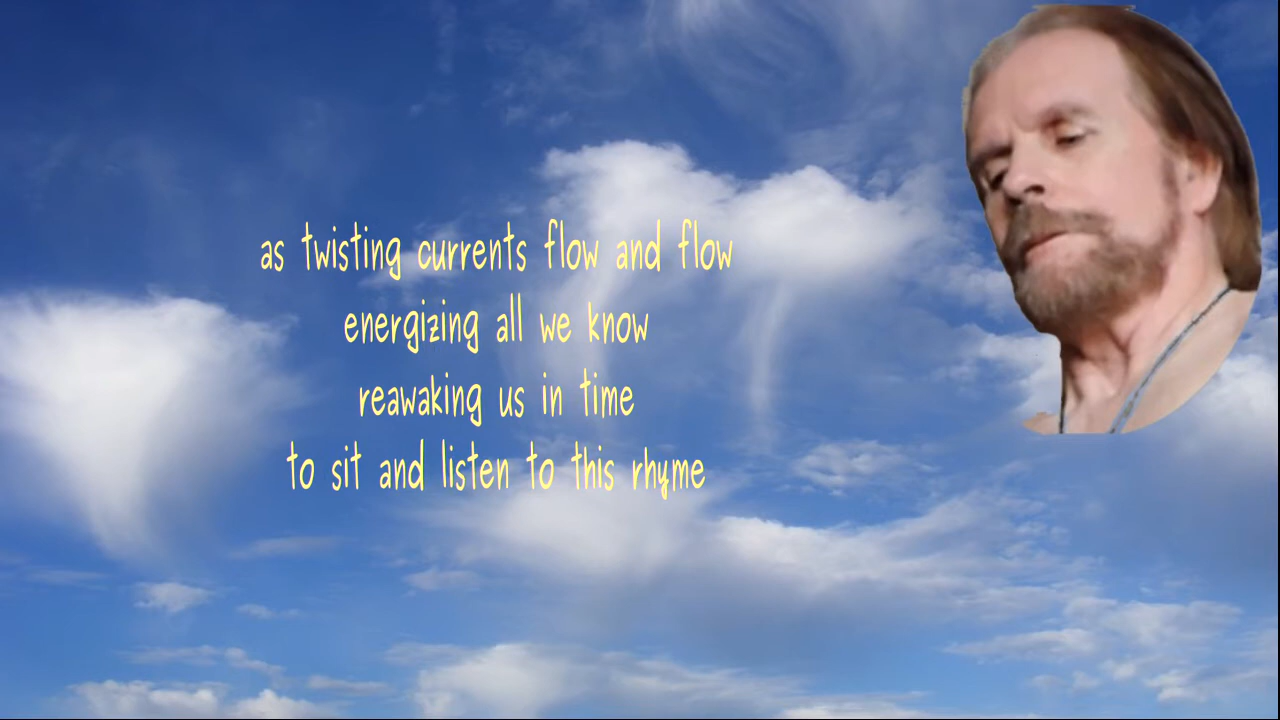 as twisting currents flow and flow
energizing all we know
reawaking us in time
to sit and listen to this rhyme